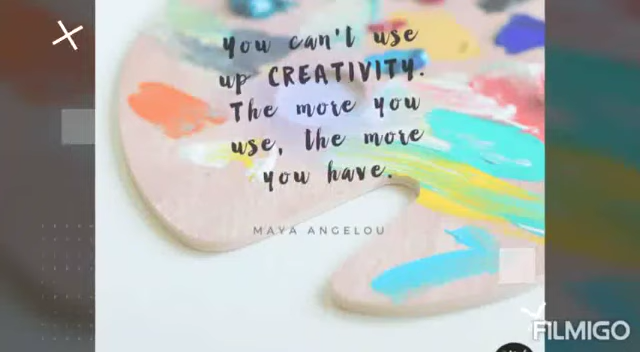 you can't use
up CREATIVITY.
The more you
use, the more
you have.
MAYA ANGELOU
FILMIGO